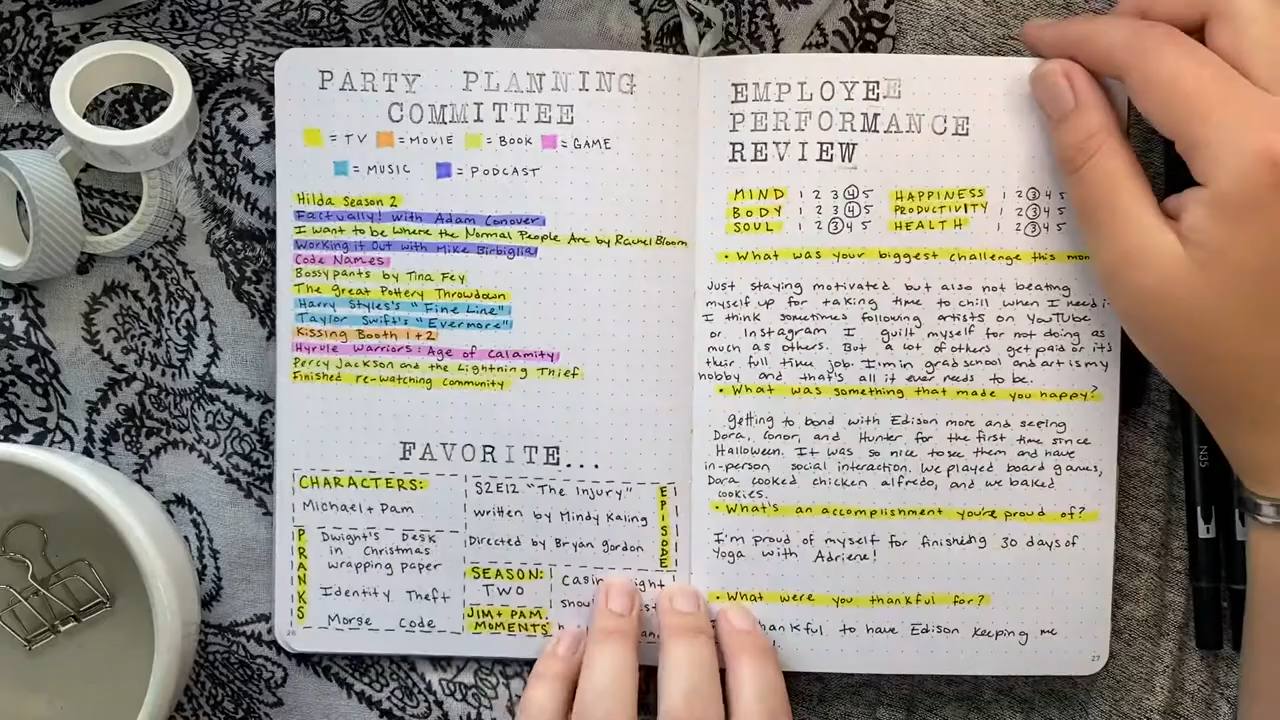 PARTY PLANNING
COMMITTEE
= TV = MOVIE = BOOK = GAME
= MUSIC = PODCAST
Hilda Season 2
Factually! with Adam Conover
I want to be Where the Normal People Are by Rachel Bloom
Working it Out with Mike Birbiglia
Code Names
Bossypants by Tina Fey
The Great Pottery Throwdown
Harry Styles's "Fine Line"
Taylor Swift's "Evermore"
Kissing Booth 1+2
Hyrule Warriors: Age of Calamity
Percy Jackson and the Lightning Thief
Finished re-watching community
FAVORITE...
CHARACTERS:
Michael + Pam
PRANKS
Dwight's Desk
in Christmas
wrapping paper
Identity Theft
Morse Code
S2E12 "The Injury"
written by Mindy Kaling
Directed by Bryan Gordon
EPISODE
SEASON:
TWO
JIM + PAM
MOMENTS
26
EMPLOYEE
PERFORMANCE
REVIEW
MIND 1 2 3 4 5 HAPPINESS 1 2 3 4 5
BODY 1 2 3 4 5 PRODUCTIVITY 1 2 3 4 5
SOUL 1 2 3 4 5 HEALTH 1 2 3 4 5
• What was your biggest challenge this
Just staying motivated but also not beating
myself up for taking time to chill when I need
I think sometimes following artists on YouTube
or Instagram I guilt myself for not doing as
much as others. But a lot of others get paid or it's
their full time job. I'm in grad school and art is my
hobby and that's all it ever needs to be.
• What was something that made you happy?
getting to bond with Edison more and seeing
Dora, Conor, and Hunter for the first time since
Halloween. It was so nice to see them and have
in-person social interaction. We played board games,
Dora cooked chicken alfredo, and we baked
cookies.
• What's an accomplishment you're proud of?
I'm proud of myself for finishing 30 days of
Yoga with Adriene!
• What were you thankful for?
to have Edison keeping me
27
N35